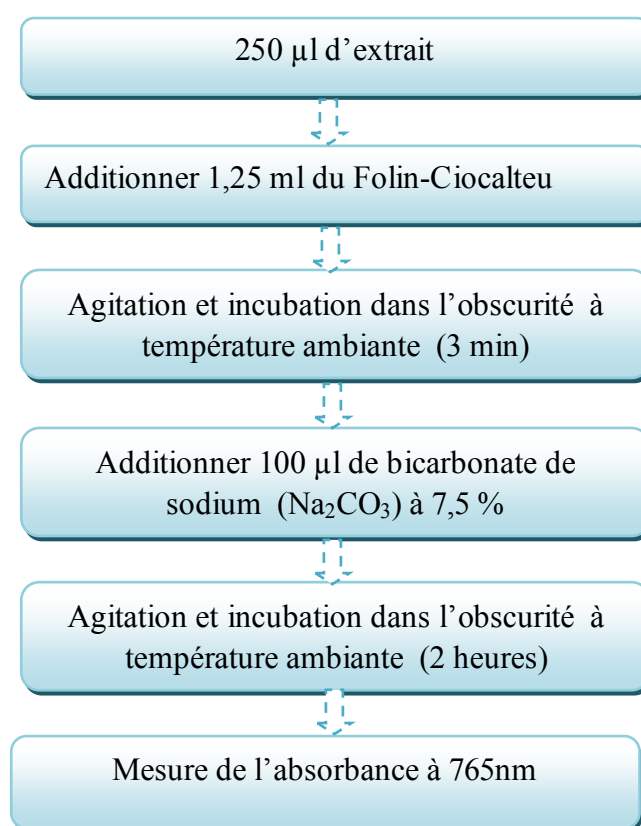 250 µl d’extrait
Additionner 1,25 ml du Folin-Ciocalteu
Agitation et incubation dans l’obscurité à
température ambiante (3 min)
Additionner 100 µl de bicarbonate de
sodium (Na₂CO₃) à 7,5 %
Agitation et incubation dans l’obscurité à
température ambiante (2 heures)
Mesure de l’absorbance à 765nm